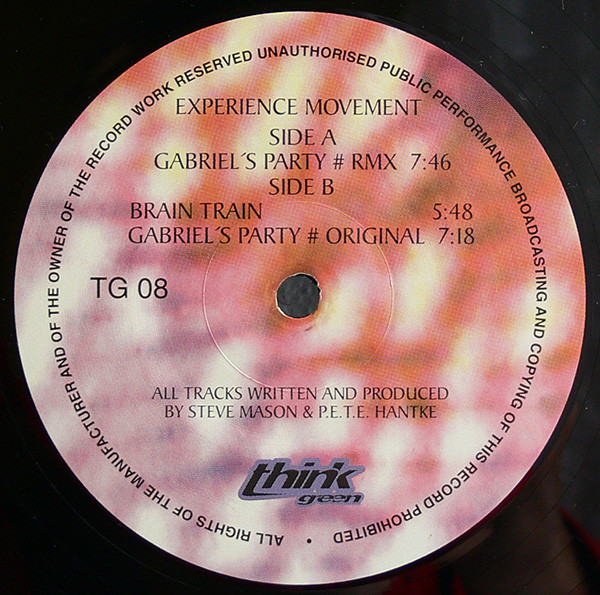 ALL RIGHTS OF THE MANUFACTURER AND OF THE OWNER OF THE RECORD WORK RESERVED UNAUTHORISED PUBLIC PERFORMANCE BROADCASTING AND COPYING OF THIS RECORD PROHIBITED •
EXPERIENCE MOVEMENT
SIDE A
GABRIEL´S PARTY # RMX 7:46
SIDE B
BRAIN TRAIN 5:48
GABRIEL´S PARTY # ORIGINAL 7:18
TG 08
ALL TRACKS WRITTEN AND PRODUCED
BY STEVE MASON & P.E.T.E. HANTKE
think
green